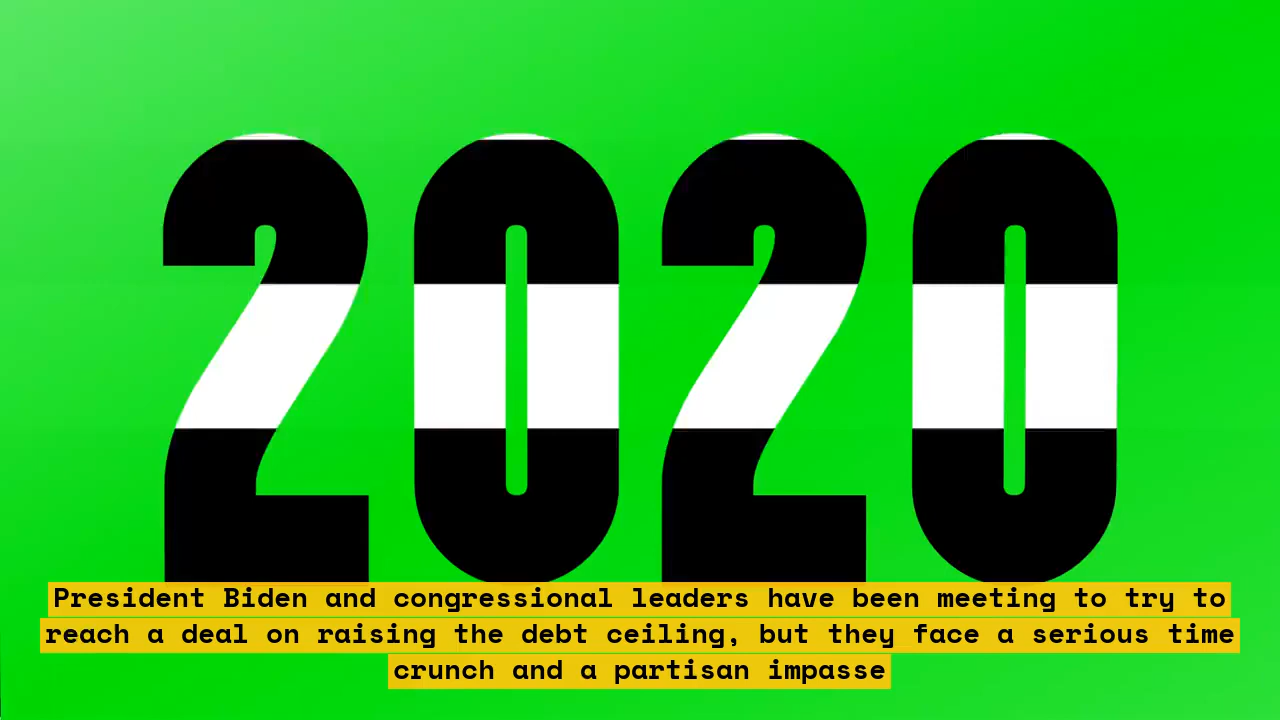 2020
President Biden and congressional leaders have been meeting to try to
reach a deal on raising the debt ceiling, but they face a serious time
crunch and a partisan impasse